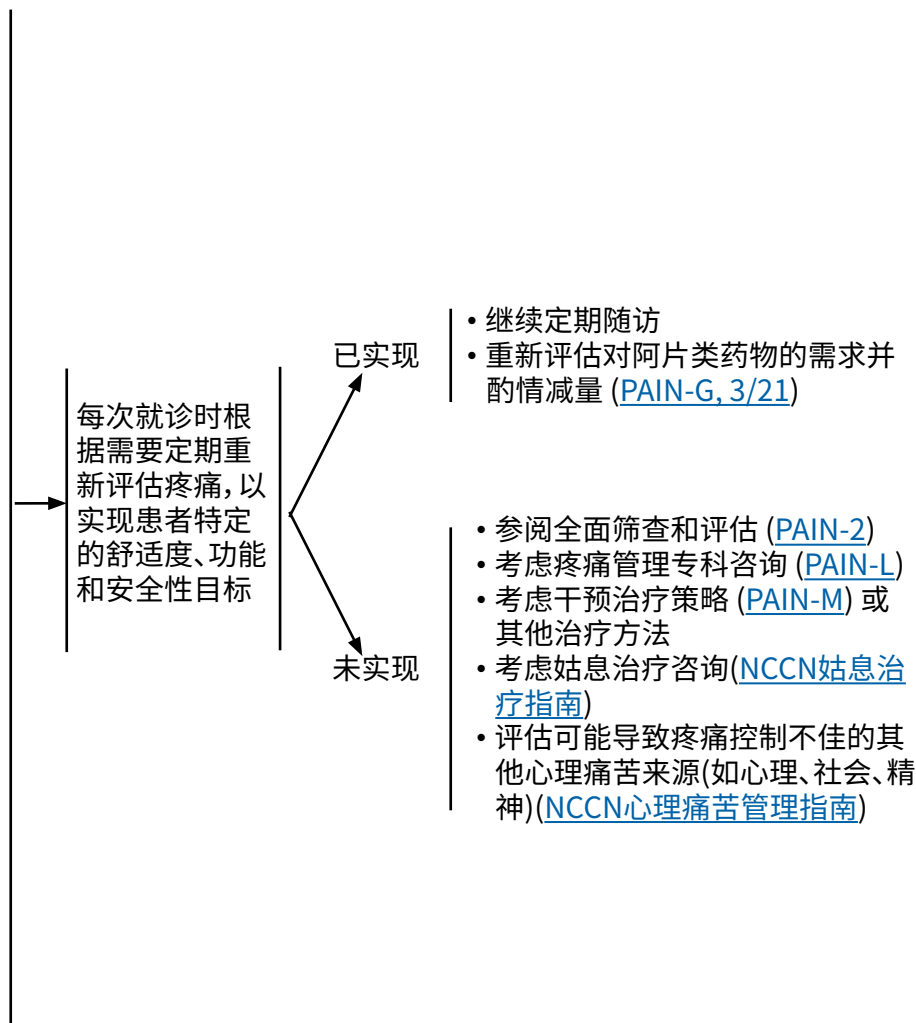 每次就诊时根
据需要定期重
新评估疼痛，以
实现患者特定
的舒适度、功能
和安全性目标
已实现
• 继续定期随访
• 重新评估对阿片类药物的需求并
酌情减量 (PAIN-G, 3/21)
未实现
• 参阅全面筛查和评估 (PAIN-2)
• 考虑疼痛管理专科咨询 (PAIN-L)
• 考虑干预治疗策略 (PAIN-M) 或
其他治疗方法
• 考虑姑息治疗咨询(NCCN姑息治
疗指南)
• 评估可能导致疼痛控制不佳的其
他心理痛苦来源(如心理、社会、精
神)(NCCN心理痛苦管理指南)